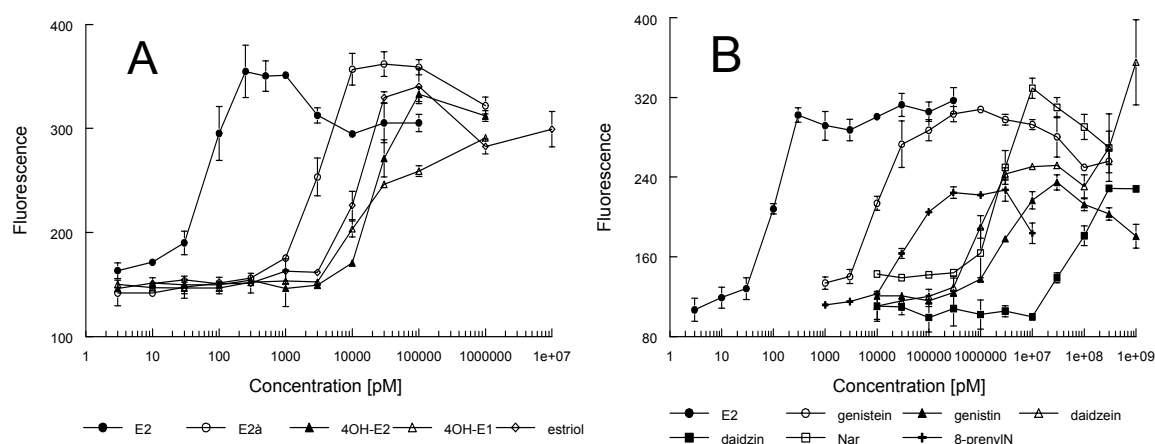 A
B
Fluorescence
400
300
200
100
1
10
100
1000
10000
100000
1000000
1e+07
Concentration [pM]
E2
E2à
4OH-E2
4OH-E1
estriol
Fluorescence
400
320
240
160
80
1
10
100
1000
10000
100000
1000000
1e+07
1e+08
1e+09
Concentration [pM]
E2
genistein
genistin
daidzein
daidzin
Nar
8-prenylN